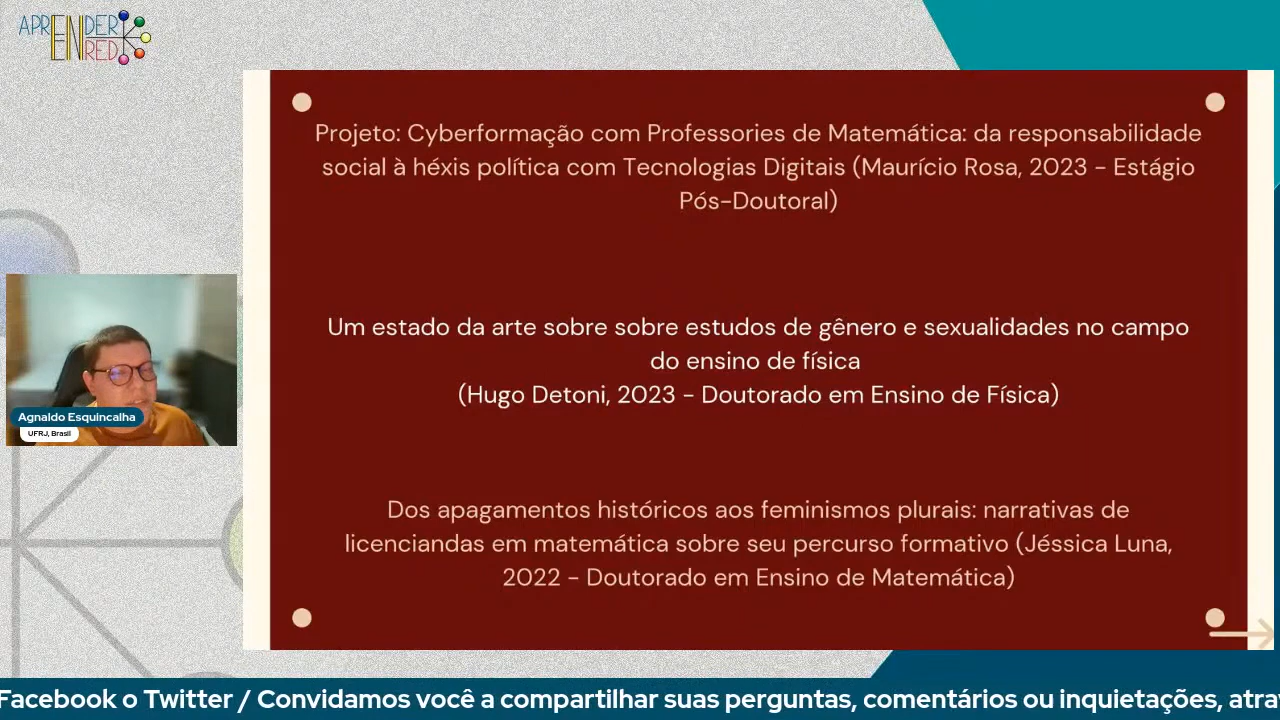 APRENDER
EN RED
Projeto: Cyberformação com Professories de Matemática: da responsabilidade
social à héxis política com Tecnologias Digitais (Maurício Rosa, 2023 - Estágio
Pós-Doutoral)
Um estado da arte sobre sobre estudos de gênero e sexualidades no campo
do ensino de física
(Hugo Detoni, 2023 - Doutorado em Ensino de Física)
Dos apagamentos históricos aos feminismos plurais: narrativas de
licenciandas em matemática sobre seu percurso formativo (Jéssica Luna,
2022 - Doutorado em Ensino de Matemática)
Agnaldo Esquincalha
UFRJ, Brasil
Facebook o Twitter / Convidamos você a compartilhar suas perguntas, comentários ou inquietações, atra